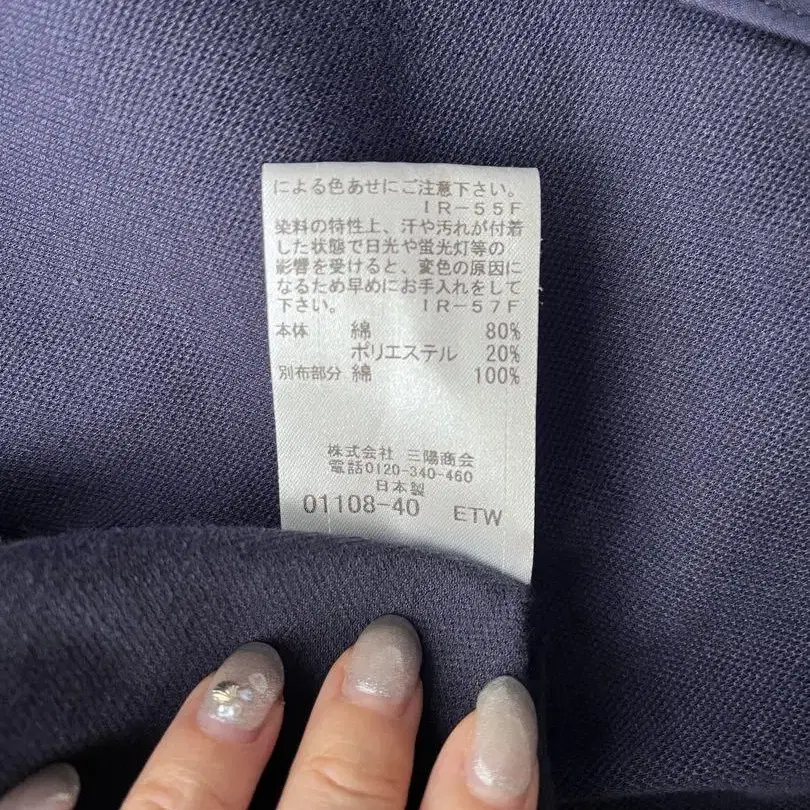 による色あせにご注意下さい。
IR-55F
染料の特性上、汗や汚れが付着
した状態で日光や蛍光灯等の
影響を受けると、変色の原因に
なるため早めにお手入れをして
下さい。 IR-57F
本体 綿 80%
ポリエステル 20%
別布部分 綿 100%
株式会社 三陽商会
電話0120-340-460
日本製
01108-40 ETW